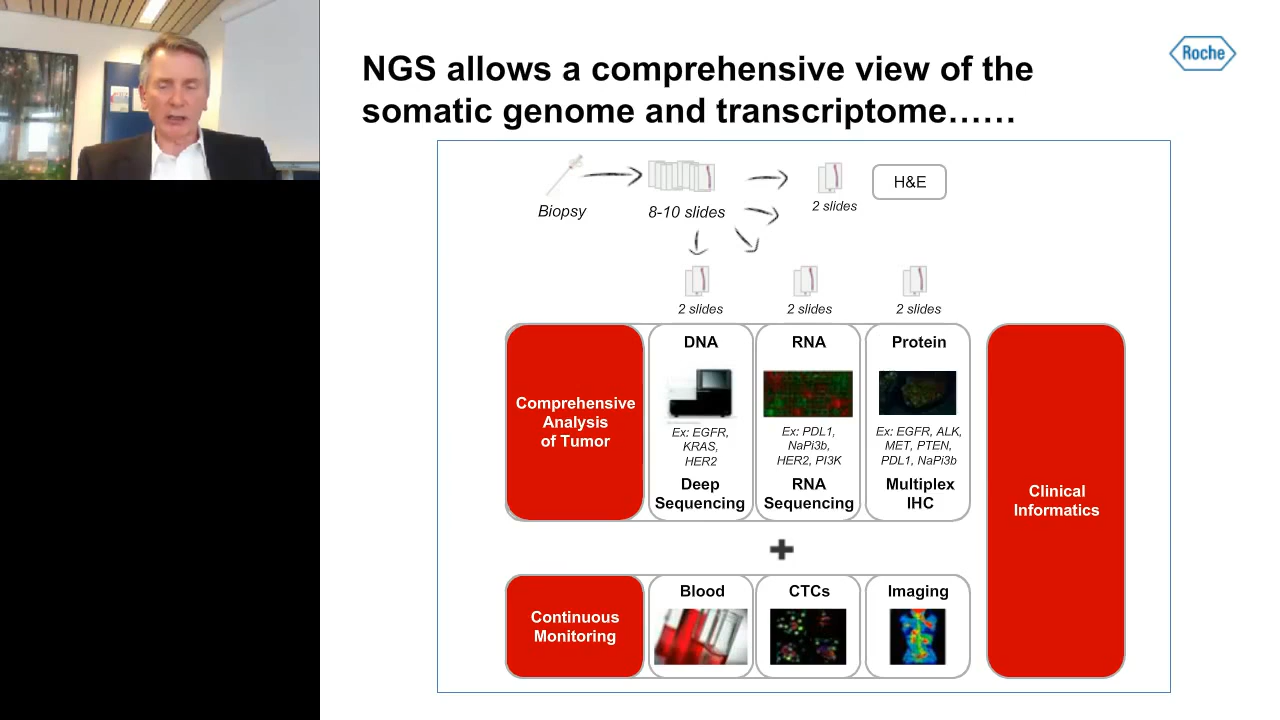 NGS allows a comprehensive view of the
somatic genome and transcriptome……
Roche
Biopsy
8-10 slides
2 slides
H&E
2 slides
2 slides
2 slides
Comprehensive
Analysis
of Tumor
DNA
Ex: EGFR,
KRAS,
HER2
Deep
Sequencing
RNA
Ex: PDL1,
NaPi3b,
HER2, PI3K
RNA
Sequencing
Protein
Ex: EGFR, ALK,
MET, PTEN,
PDL1, NaPi3b
Multiplex
IHC
Clinical
Informatics
Continuous
Monitoring
Blood
CTCs
Imaging